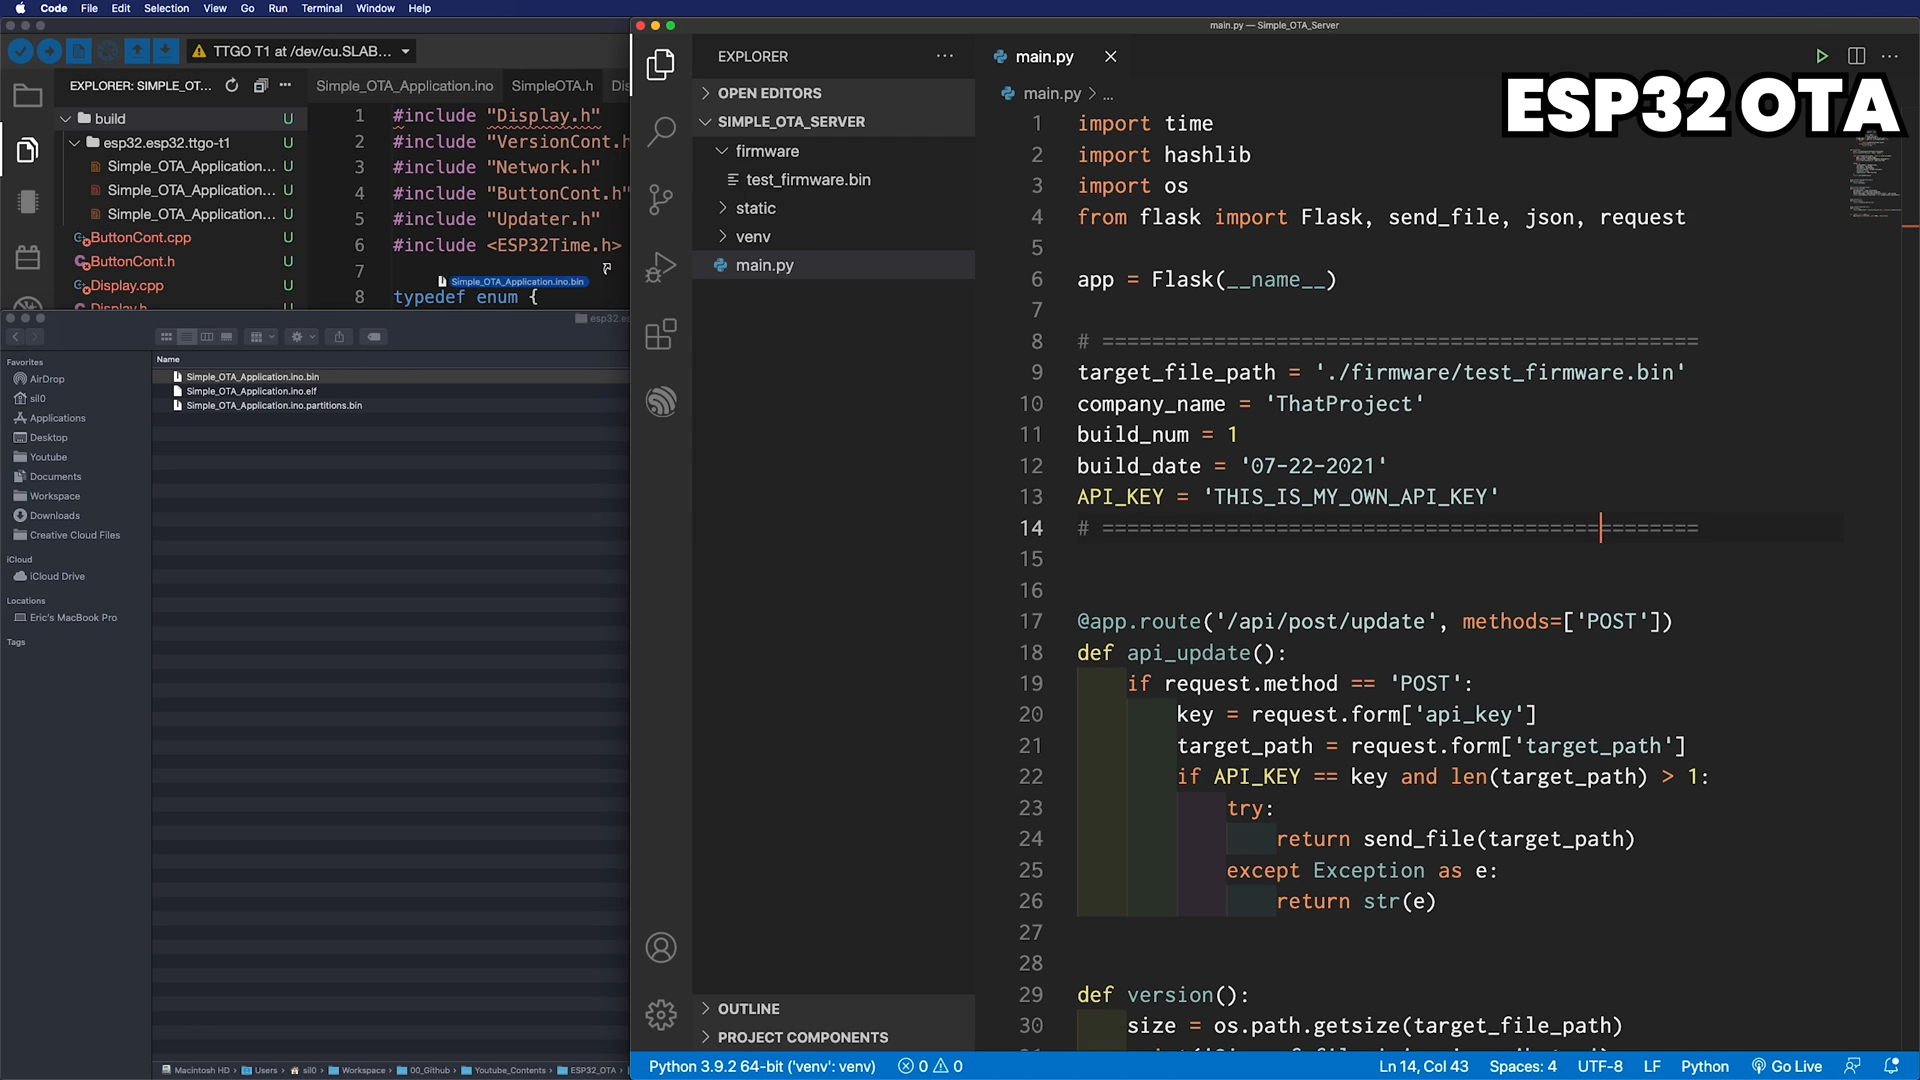 Code File Edit Selection View Go Run Terminal Window Help
TTGO T1 at /dev/cu.SLAB...
EXPLORER: SIMPLE_OT...
Simple_OTA_Application.ino SimpleOTA.h
build U
esp32.esp32.ttgo-t1 U
Simple_OTA_Application... U
Simple_OTA_Application... U
Simple_OTA_Application... U
ButtonCont.cpp U
ButtonCont.h U
Display.cpp U
Display.h
1 #include "Display.h"
2 #include "VersionCont.h
3 #include "Network.h"
4 #include "ButtonCont.h"
5 #include "Updater.h"
6 #include <ESP32Time.h>
7
Simple_OTA_Application.ino.bin
8 typedef enum {
esp32.es
Favorites
AirDrop
sil0
Applications
Desktop
Youtube
Documents
Workspace
Downloads
Creative Cloud Files
iCloud
iCloud Drive
Locations
Eric's MacBook Pro
Tags
Name
Simple_OTA_Application.ino.bin
Simple_OTA_Application.ino.elf
Simple_OTA_Application.ino.partitions.bin
Macintosh HD › Users › sil0 › Workspace › 00_Github › Youtube_Contents › ESP32_OTA ›
main.py — Simple_OTA_Server
EXPLORER ...
OPEN EDITORS
SIMPLE_OTA_SERVER
firmware
test_firmware.bin
static
venv
main.py
OUTLINE
PROJECT COMPONENTS
main.py
main.py > ...
ESP32 OTA
1 import time
2 import hashlib
3 import os
4 from flask import Flask, send_file, json, request
5
6 app = Flask(__name__)
7
8 # ================================================
9 target_file_path = './firmware/test_firmware.bin'
10 company_name = 'ThatProject'
11 build_num = 1
12 build_date = '07-22-2021'
13 API_KEY = 'THIS_IS_MY_OWN_API_KEY'
14 # ================================================
15
16
17 @app.route('/api/post/update', methods=['POST'])
18 def api_update():
19 if request.method == 'POST':
20 key = request.form['api_key']
21 target_path = request.form['target_path']
22 if API_KEY == key and len(target_path) > 1:
23 try:
24 return send_file(target_path)
25 except Exception as e:
26 return str(e)
27
28
29 def version():
30 size = os.path.getsize(target_file_path)
Python 3.9.2 64-bit ('venv': venv) 0 0 Ln 14, Col 43 Spaces: 4 UTF-8 LF Python Go Live